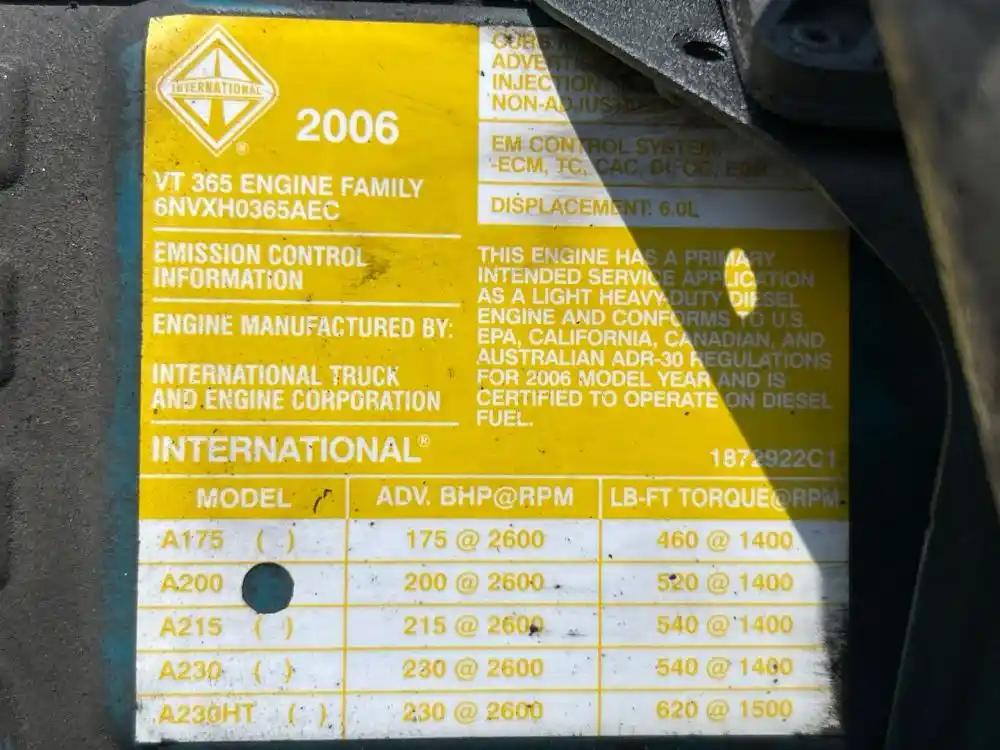 INTERNATIONAL
®
2006
VT 365 ENGINE FAMILY
6NVXH0365AEC
EMISSION CONTROL
INFORMATION
ENGINE MANUFACTURED BY:
INTERNATIONAL TRUCK
AND ENGINE CORPORATION
INTERNATIONAL®
INJECTION
NON-ADJUS
EM CONTROL SYSTEM,
-ECM, TC, CAC, DI, OC,
DISPLACEMENT: 6.0L
THIS ENGINE HAS A PRIMARY
INTENDED SERVICE APPLICATION
AS A LIGHT HEAVY-DUTY DIESEL
ENGINE AND CONFORMS TO U.S.
EPA, CALIFORNIA, CANADIAN, AND
AUSTRALIAN ADR-30 REGULATIONS
FOR 2006 MODEL YEAR AND IS
CERTIFIED TO OPERATE ON DIESEL
FUEL.
1872922C1
MODEL ADV. BHP@RPM LB-FT TORQUE@RPM
A175 ( ) 175 @ 2600 460 @ 1400
A200 200 @ 2600 520 @ 1400
A215 ( ) 215 @ 2600 540 @ 1400
A230 ( ) 230 @ 2600 540 @ 1400
A230HT ( ) 230 @ 2600 620 @ 1500